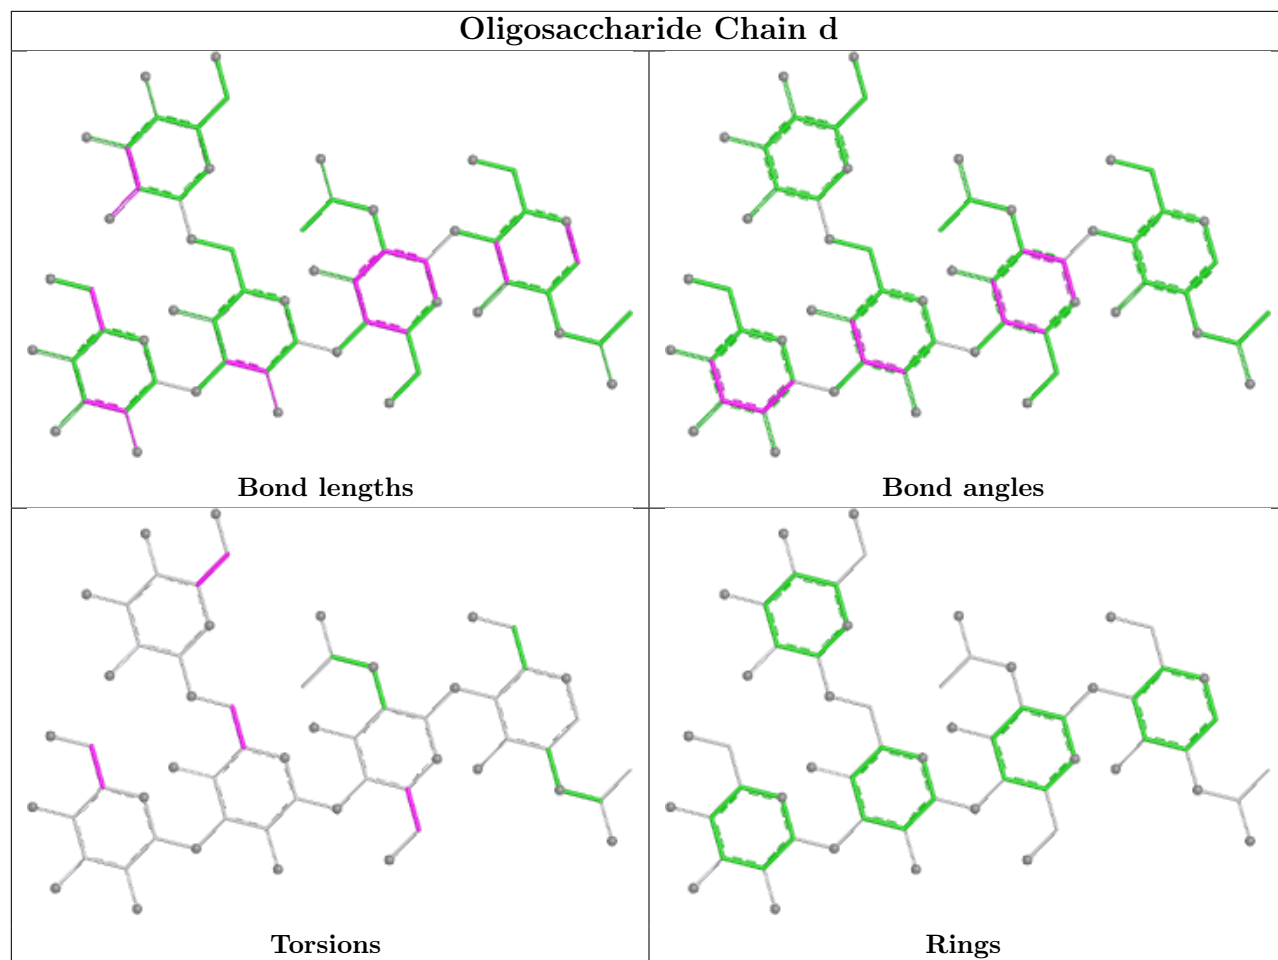 Oligosaccharide Chain d
Bond lengths
Bond angles
Torsions
Rings